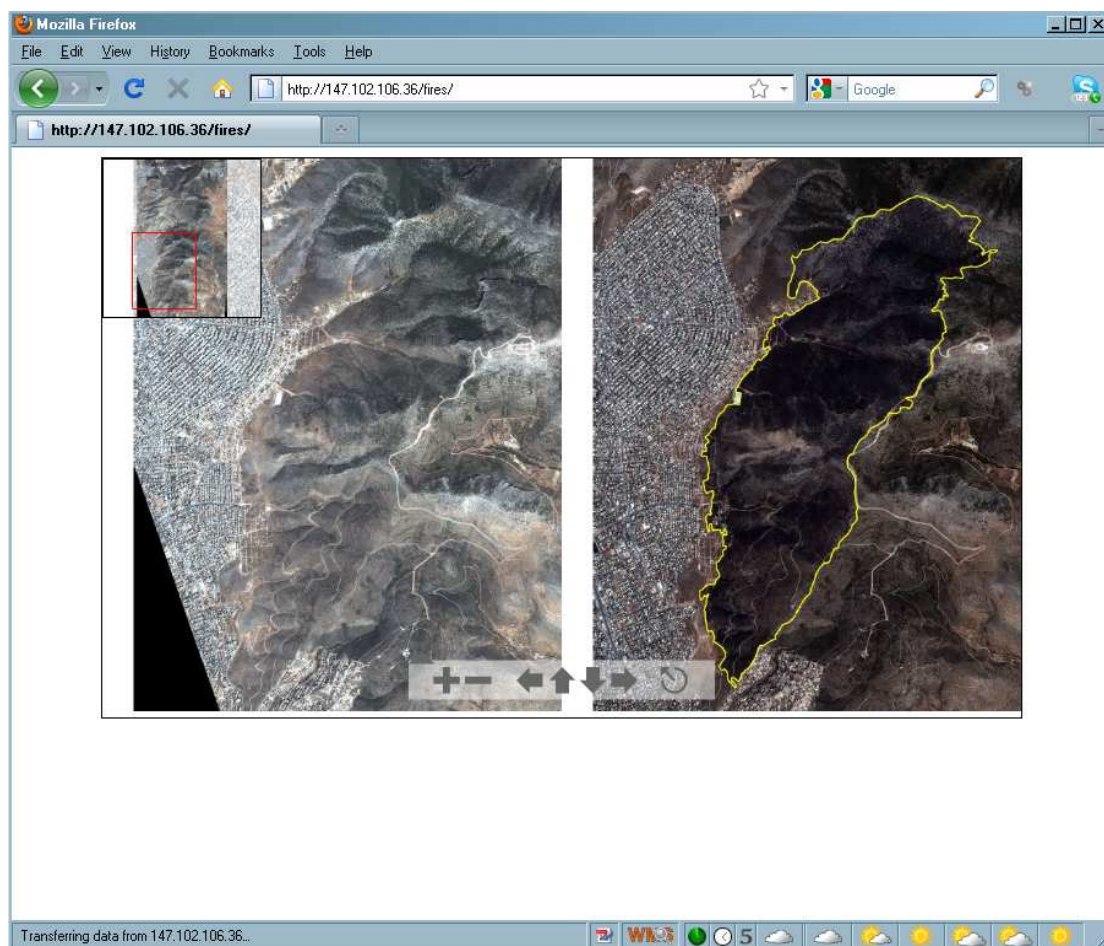 Mozilla Firefox
File Edit View History Bookmarks Tools Help
http://147.102.106.36/fires/
Google
http://147.102.106.36/fires/
Transferring data from 147.102.106.36...
5